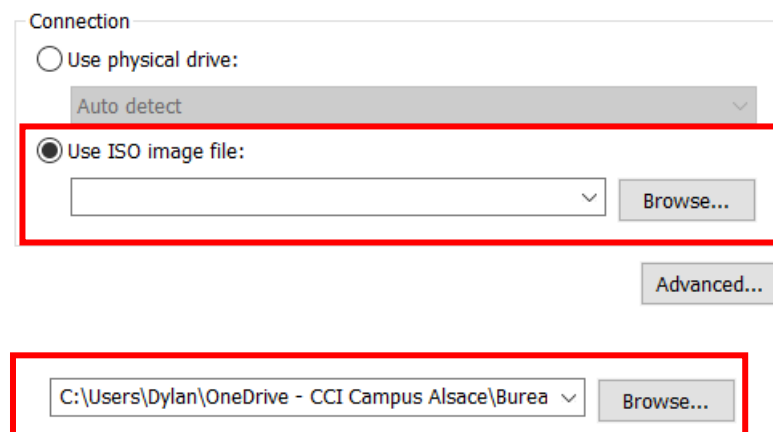 Connection
Use physical drive:
Auto detect
Use ISO image file:
Browse...
Advanced...
C:\Users\Dylan\OneDrive - CCI Campus Alsace\Burea
Browse...